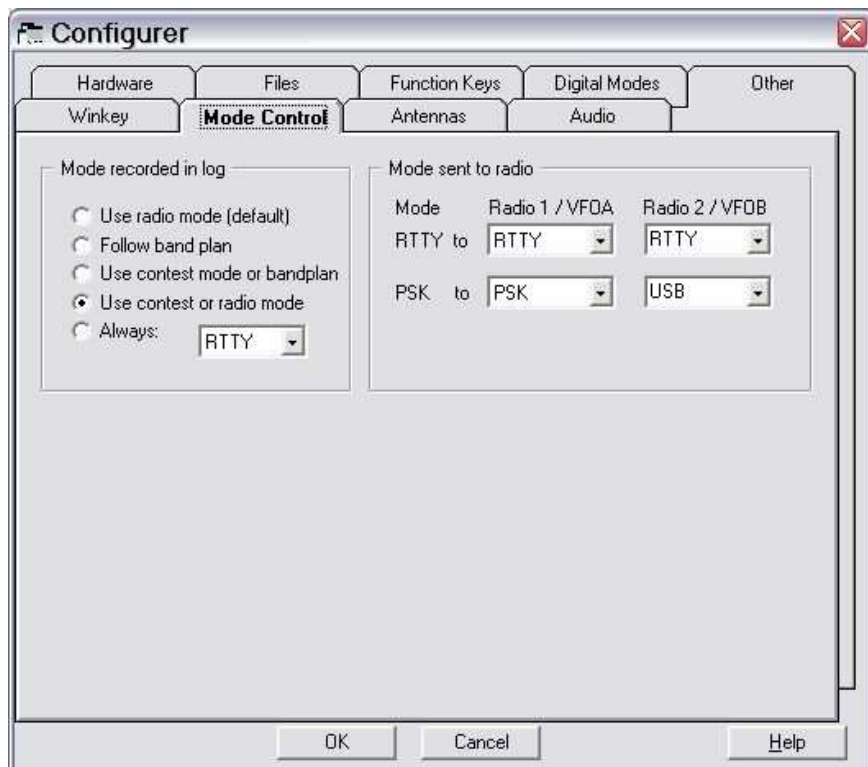 Configurer
Hardware Files Function Keys Digital Modes Other
Winkey Mode Control Antennas Audio
Mode recorded in log
Use radio mode (default)
Follow band plan
Use contest mode or bandplan
Use contest or radio mode
Always: RTTY
Mode sent to radio
Mode Radio 1 / VFOA Radio 2 / VFOB
RTTY to RTTY RTTY
PSK to PSK USB
OK Cancel Help